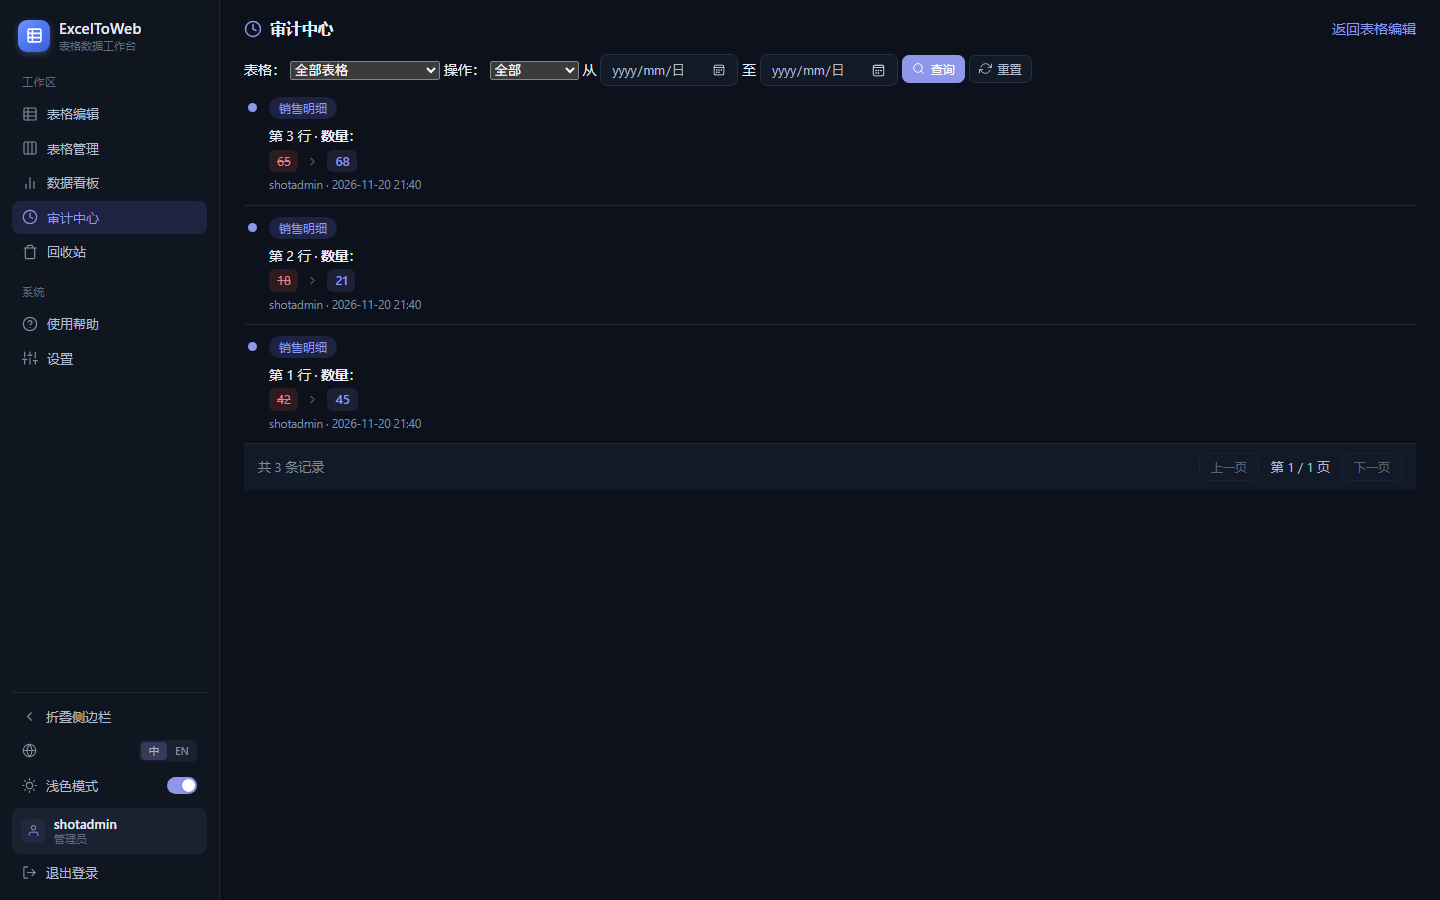 ExcelToWeb
表格数据工作台
工作区
表格编辑
表格管理
数据看板
审计中心
回收站
系统
使用帮助
设置
折叠侧边栏
中 EN
浅色模式
shotadmin
管理员
退出登录
审计中心
返回表格编辑
表格： 全部表格 操作： 全部 从 yyyy/mm/日 至 yyyy/mm/日 查询 重置
销售明细
第 3 行 · 数量：
65 68
shotadmin · 2026-11-20 21:40
销售明细
第 2 行 · 数量：
18 21
shotadmin · 2026-11-20 21:40
销售明细
第 1 行 · 数量：
42 45
shotadmin · 2026-11-20 21:40
共 3 条记录
上一页 第 1 / 1 页 下一页